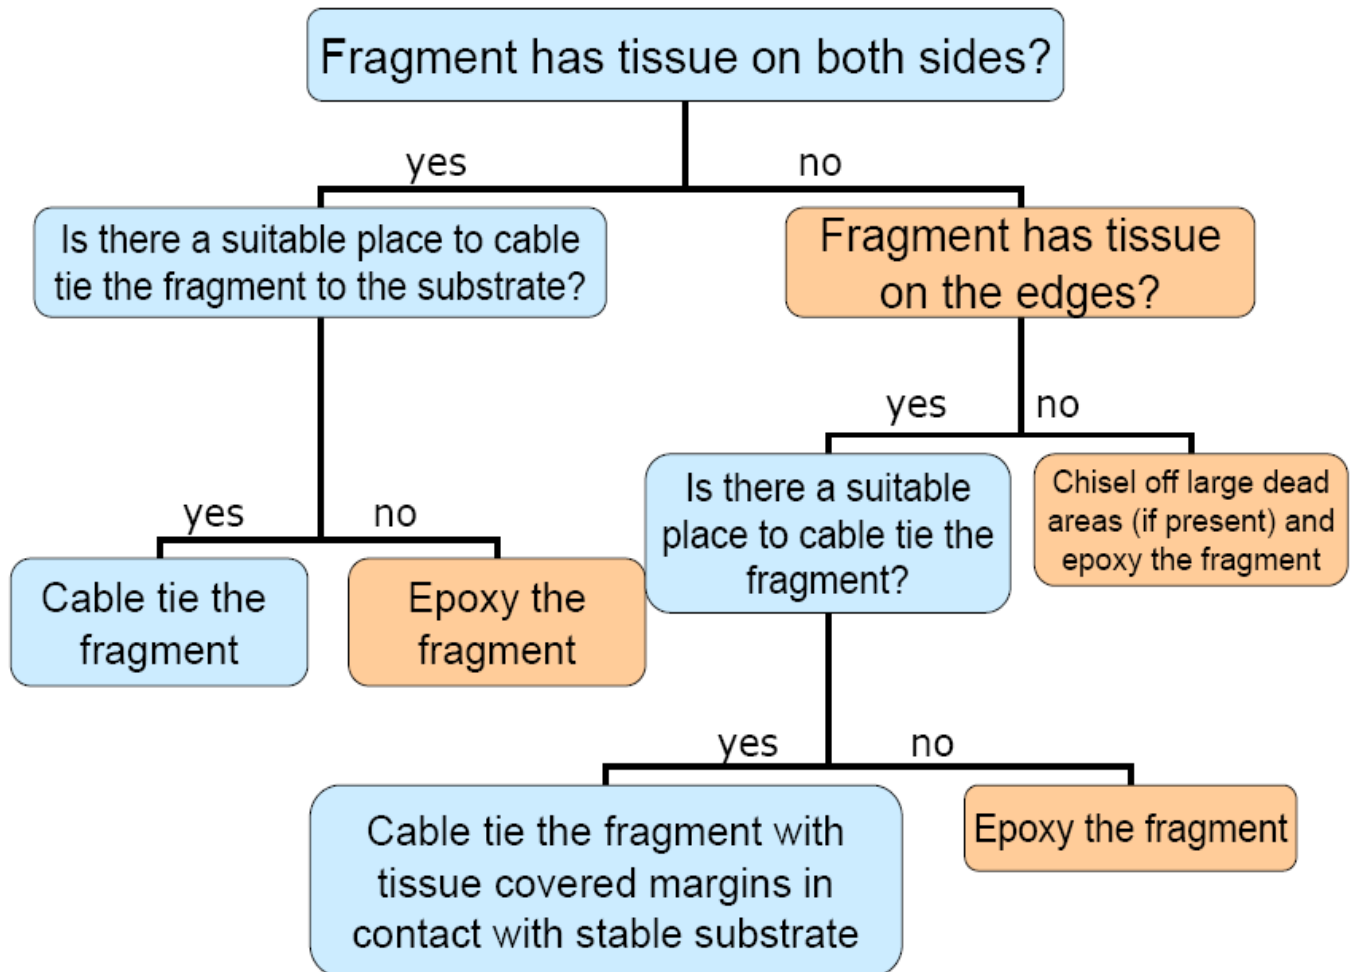 Fragment has tissue on both sides?
yes
no
Is there a suitable place to cable
tie the fragment to the substrate?
Fragment has tissue
on the edges?
yes
no
Is there a suitable
place to cable tie the
fragment?
Chisel off large dead
areas (if present) and
epoxy the fragment
yes
no
Cable tie the
fragment
Epoxy the
fragment
yes
no
Cable tie the fragment with
tissue covered margins in
contact with stable substrate
Epoxy the fragment